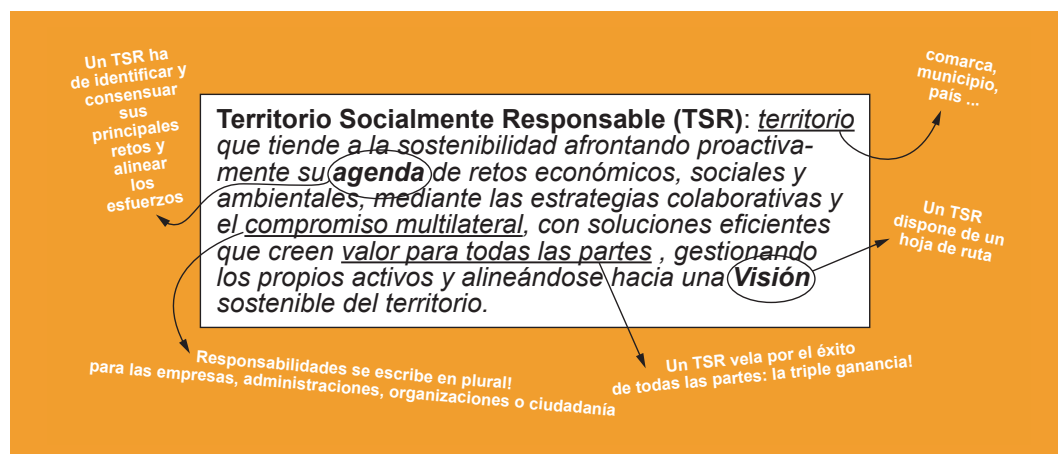 Un TSR ha
de identificar y
consensuar
sus
principales
retos y
alinear
los
esfuerzos
comarca,
municipio,
país ...
Territorio Socialmente Responsable (TSR): territorio
que tiende a la sostenibilidad afrontando proactiva-
mente su agenda de retos económicos, sociales y
ambientales, mediante las estrategias colaborativas y
el compromiso multilateral, con soluciones eficientes
que creen valor para todas las partes , gestionando
los propios activos y alineándose hacia una Visión
sostenible del territorio.
Un TSR
dispone de un
hoja de ruta
Responsabilidades se escribe en plural!
para las empresas, administraciones, organizaciones o ciudadanía
Un TSR vela por el éxito
de todas las partes: la triple ganancia!